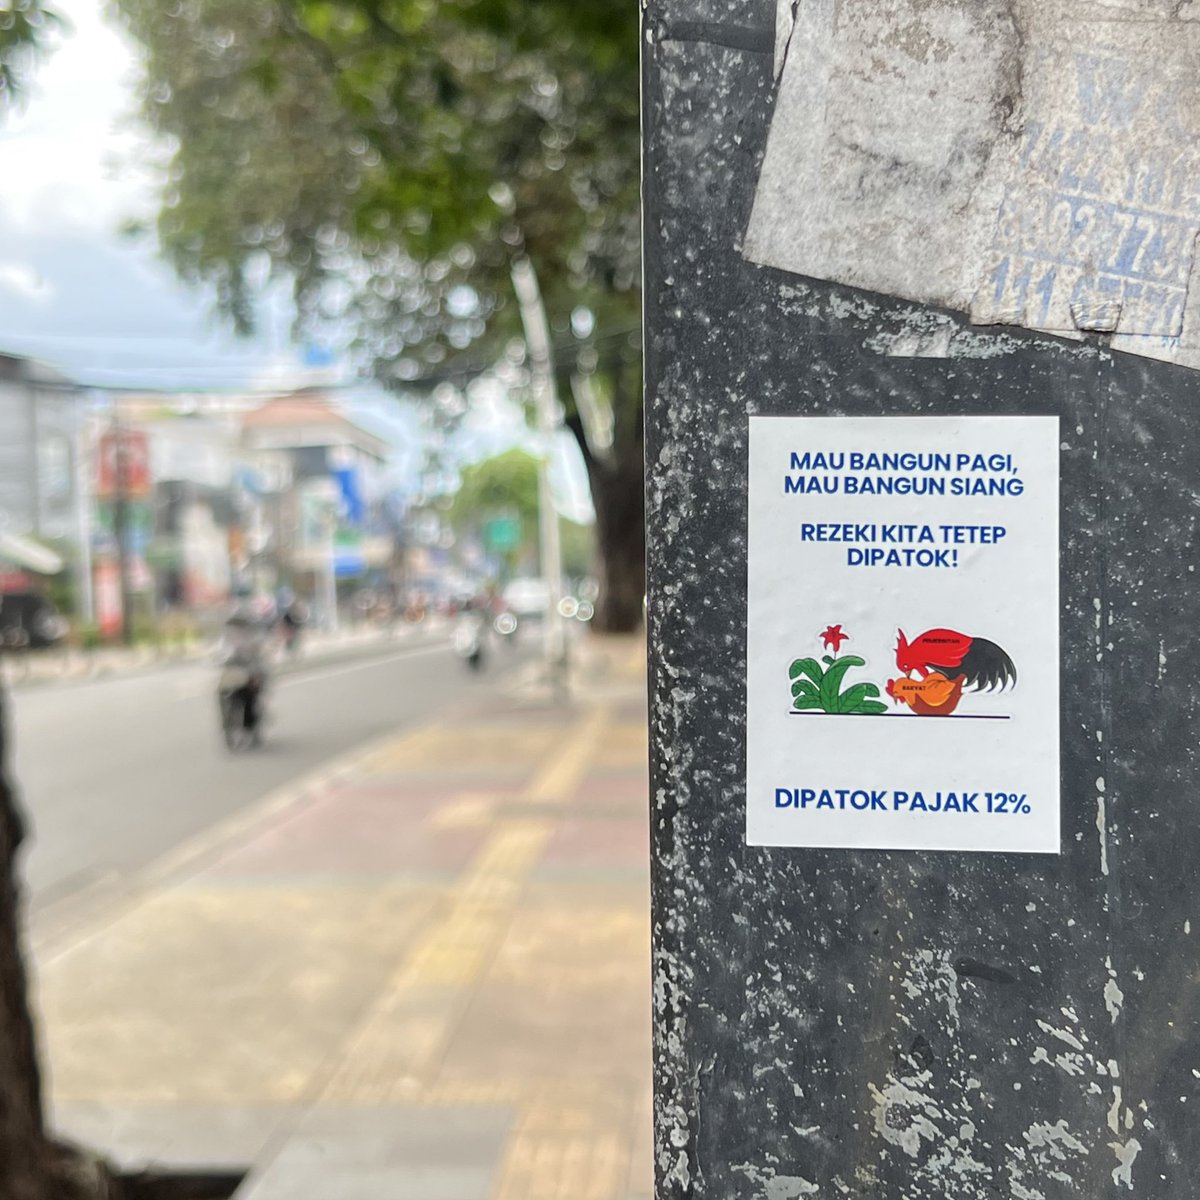 MAU BANGUN PAGI,
MAU BANGUN SIANG
REZEKI KITA TETEP
DIPATOK!
PEMERINTAH
RAKYAT
DIPATOK PAJAK 12%